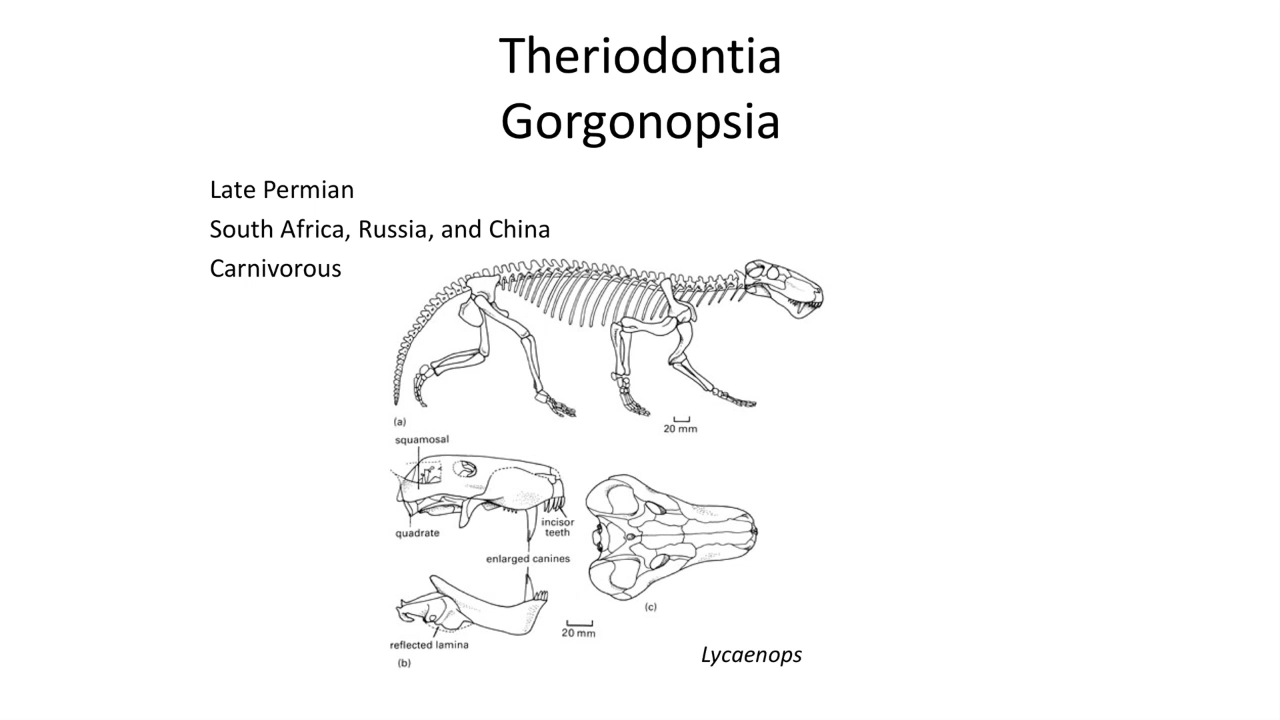 Theriodontia
Gorgonopsia
Late Permian
South Africa, Russia, and China
Carnivorous
(a)
20 mm
squamosal
quadrate
incisor
teeth
enlarged canines
(c)
20 mm
reflected lamina
(b)
Lycaenops